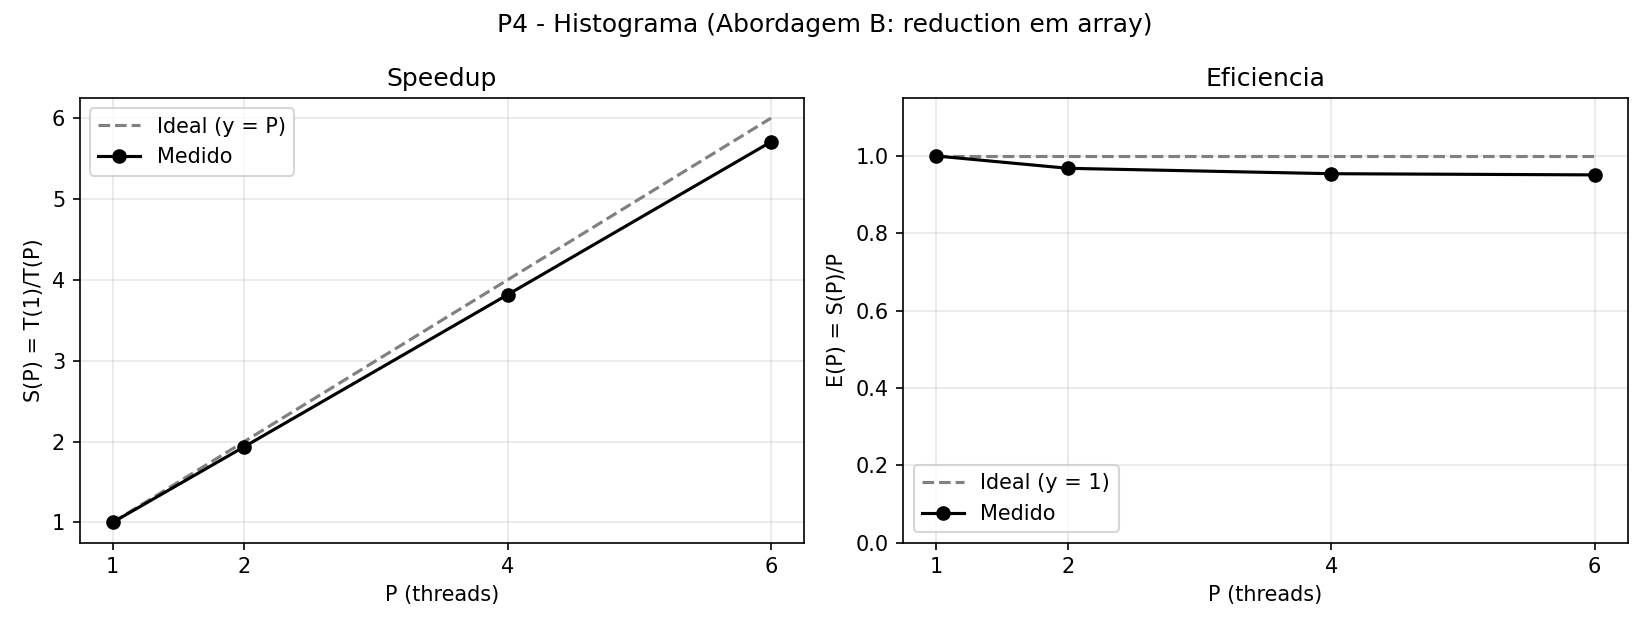 P4 - Histograma (Abordagem B: reduction em array)
Speedup
S(P) = T(1)/T(P)
6
5
4
3
2
1
Ideal (y = P)
Medido
1 2 4 6
P (threads)
Eficiencia
E(P) = S(P)/P
1.0
0.8
0.6
0.4
0.2
0.0
Ideal (y = 1)
Medido
1 2 4 6
P (threads)